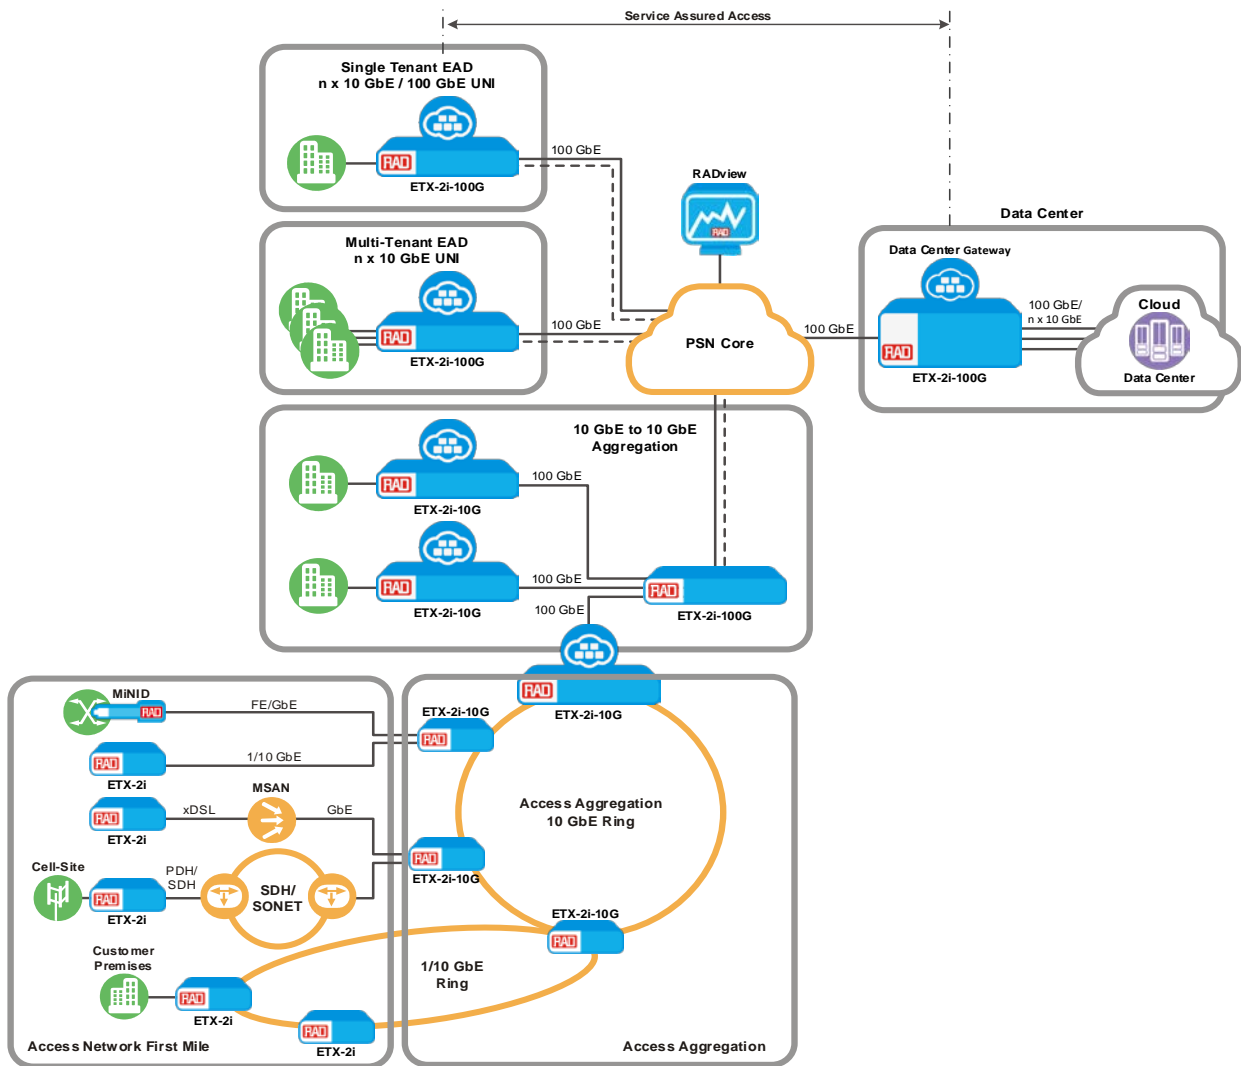 Service Assured Access
Single Tenant EAD
n x 10 GbE / 100 GbE UNI
RAD
ETX-2i-100G
100 GbE
Multi-Tenant EAD
n x 10 GbE UNI
RAD
ETX-2i-100G
100 GbE
RADview
RAD
PSN Core
100 GbE
Data Center
Data Center Gateway
RAD
ETX-2i-100G
100 GbE/
n x 10 GbE
Cloud
Data Center
10 GbE to 10 GbE
Aggregation
RAD
ETX-2i-10G
100 GbE
RAD
ETX-2i-10G
100 GbE
100 GbE
RAD
ETX-2i-100G
RAD
ETX-2i-10G
MiNID
RAD
FE/GbE
RAD
ETX-2i
1/10 GbE
ETX-2i-10G
RAD
RAD
ETX-2i
xDSL
MSAN
GbE
RAD
ETX-2i-10G
Access Aggregation
10 GbE Ring
Cell-Site
RAD
ETX-2i
PDH/
SDH
SDH/
SONET
ETX-2i-10G
RAD
Customer
Premises
RAD
ETX-2i
1/10 GbE
Ring
RAD
ETX-2i
Access Network First Mile
Access Aggregation